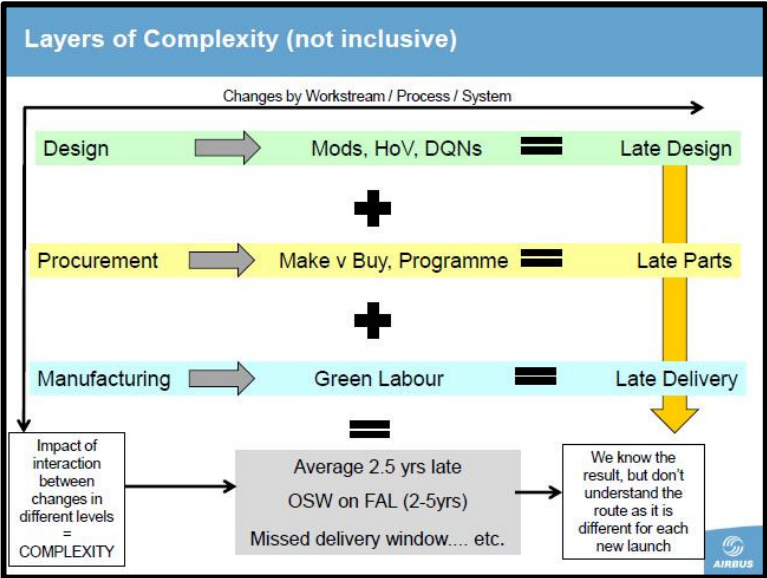 Layers of Complexity (not inclusive)
Changes by Workstream / Process / System
Design Mods, HoV, DQNs = Late Design
+
Procurement Make v Buy, Programme = Late Parts
+
Manufacturing Green Labour = Late Delivery
=
Impact of
interaction
between
changes in
different levels
=
COMPLEXITY
Average 2.5 yrs late
OSW on FAL (2-5yrs)
Missed delivery window.... etc.
We know the
result, but don't
understand the
route as it is
different for each
new launch
AIRBUS